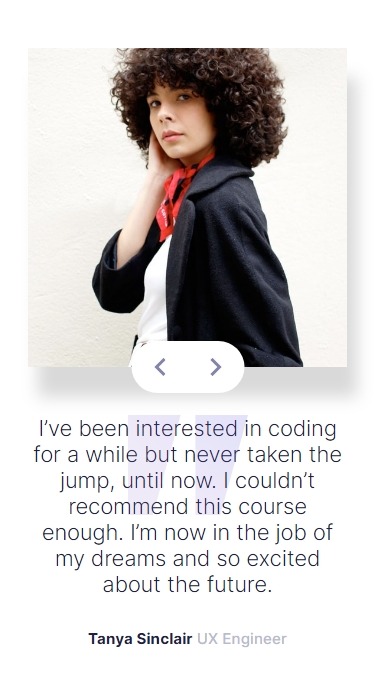 I’ve been interested in coding
for a while but never taken the
jump, until now. I couldn’t
recommend this course
enough. I’m now in the job of
my dreams and so excited
about the future.
Tanya Sinclair UX Engineer